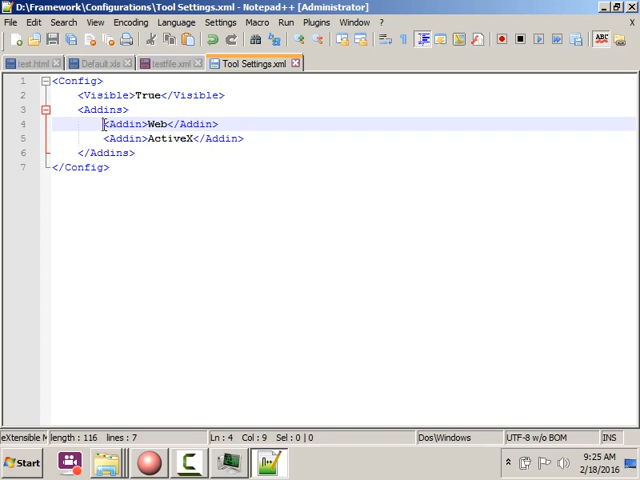 D:\Framework\Configurations\Tool Settings.xml - Notepad++ [Administrator]
File Edit Search View Encoding Language Settings Macro Run Plugins Window ?
X
test.html Default.xle testfile.xml Tool Settings.xml
1 <Config>
2 <Visible>True</Visible>
3 <Addins>
4 <Addin>Web</Addin>
5 <Addin>ActiveX</Addin>
6 </Addins>
7 </Config>
eXtensible M length : 116 lines : 7 Ln : 4 Col : 9 Sel : 0 | 0 Dos\Windows UTF-8 w/o BOM INS
Start
9:25 AM
2/18/2016